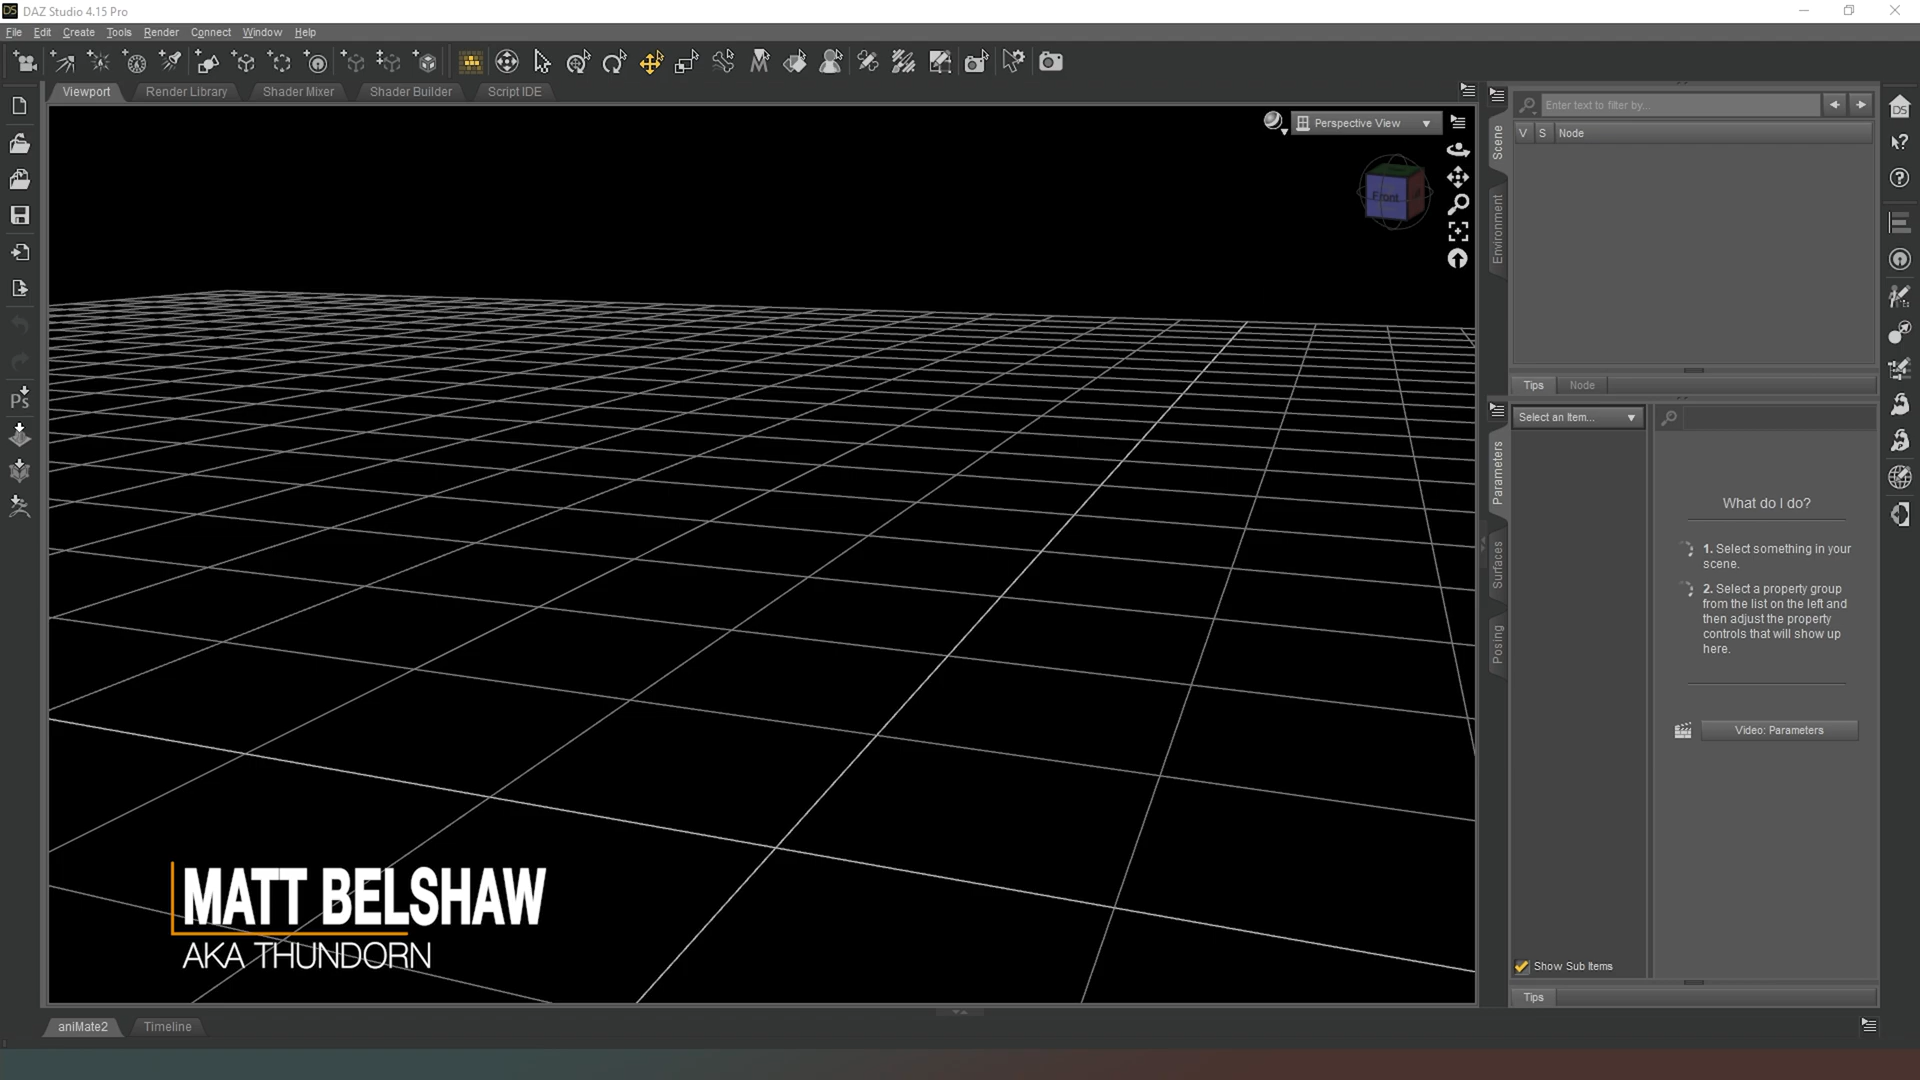 DAZ Studio 4.15 Pro
File Edit Create Tools Render Connect Window Help
Viewport Render Library Shader Mixer Shader Builder Script IDE
Perspective View
Front
Enter text to filter by...
V S Node
Scene
Environment
Tips Node
Select an Item...
Parameters
Surfaces
Posing
What do I do?
1. Select something in your
scene.
2. Select a property group
from the list on the left and
then adjust the property
controls that will show up
here.
Video: Parameters
Show Sub Items
Tips
MATT BELSHAW
AKA THUNDORN
aniMate2 Timeline
DS
Ps
DS